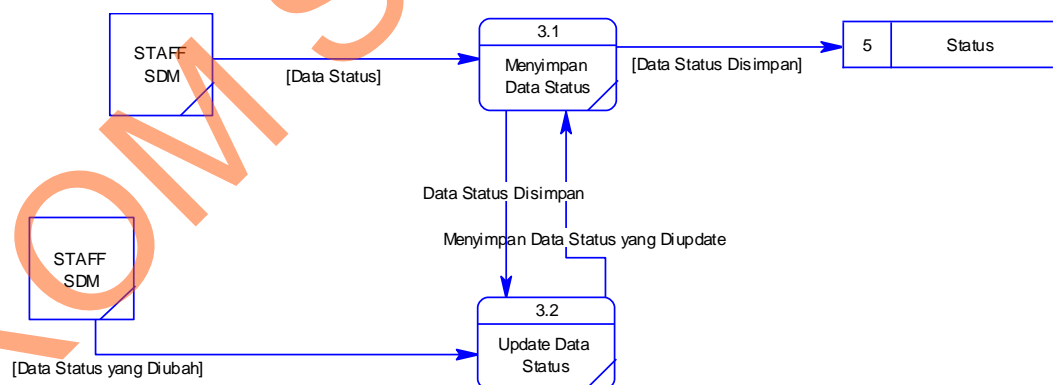 STAFF
SDM
[Data Status]
3.1
Menyimpan
Data Status
[Data Status Disimpan]
5 Status
Data Status Disimpan
Menyimpan Data Status yang Diupdate
STAFF
SDM
[Data Status yang Diubah]
3.2
Update Data
Status
OM S